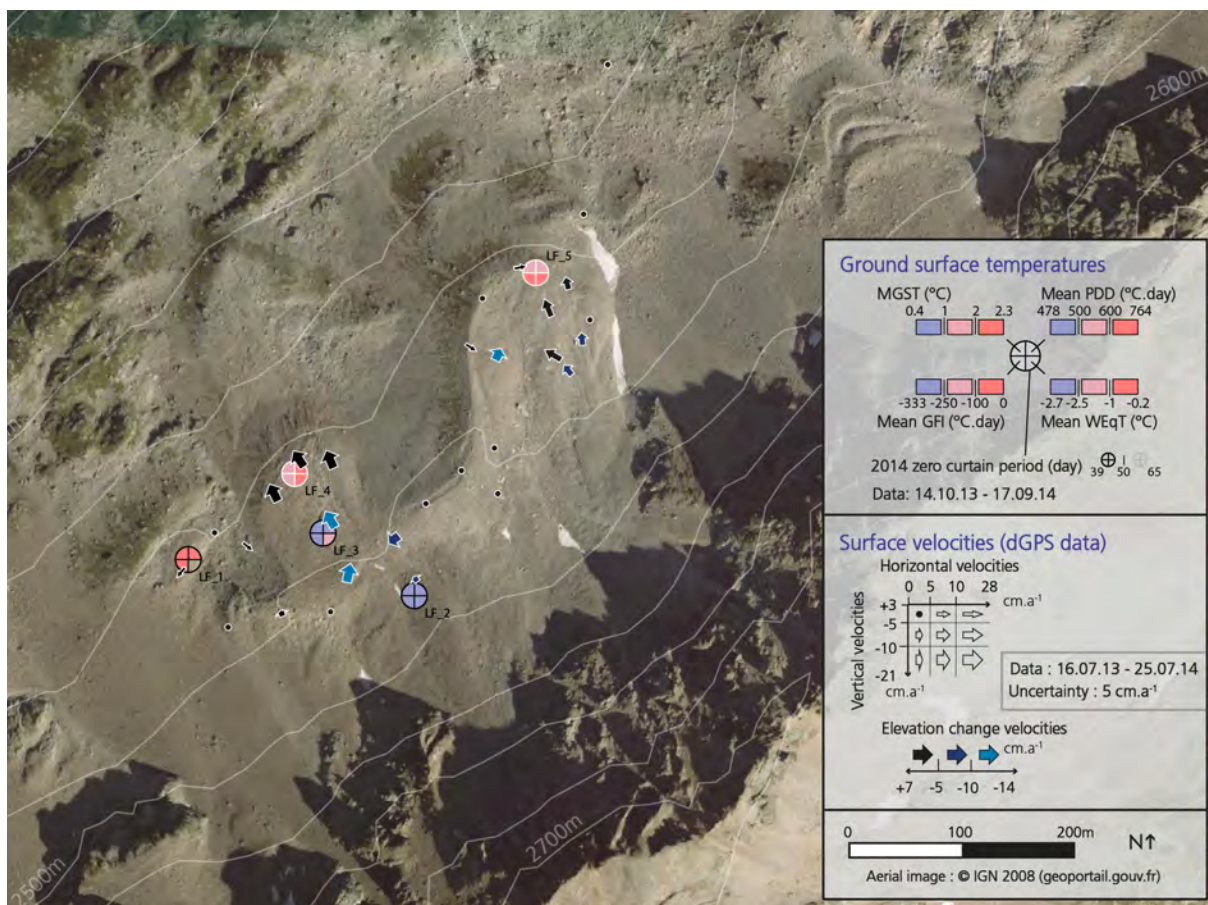 2600m
LF_5
LF_4
LF_3
LF_1
LF_2
2500m
2700m
Ground surface temperatures
MGST (°C) Mean PDD (°C.day)
0.4 1 2 2.3 478 500 600 764
-333 -250 -100 0 -2.7 -2.5 -1 -0.2
Mean GFI (°C.day) Mean WEqT (°C)
2014 zero curtain period (day) 39 50 65
Data: 14.10.13 - 17.09.14
Surface velocities (dGPS data)
Horizontal velocities
0 5 10 28
cm.a⁻¹
Vertical velocities
+3
-5
-10
-21
cm.a⁻¹
Data : 16.07.13 - 25.07.14
Uncertainty : 5 cm.a⁻¹
Elevation change velocities
cm.a⁻¹
+7 -5 -10 -14
0 100 200m
N↑
Aerial image : © IGN 2008 (geoportail.gouv.fr)